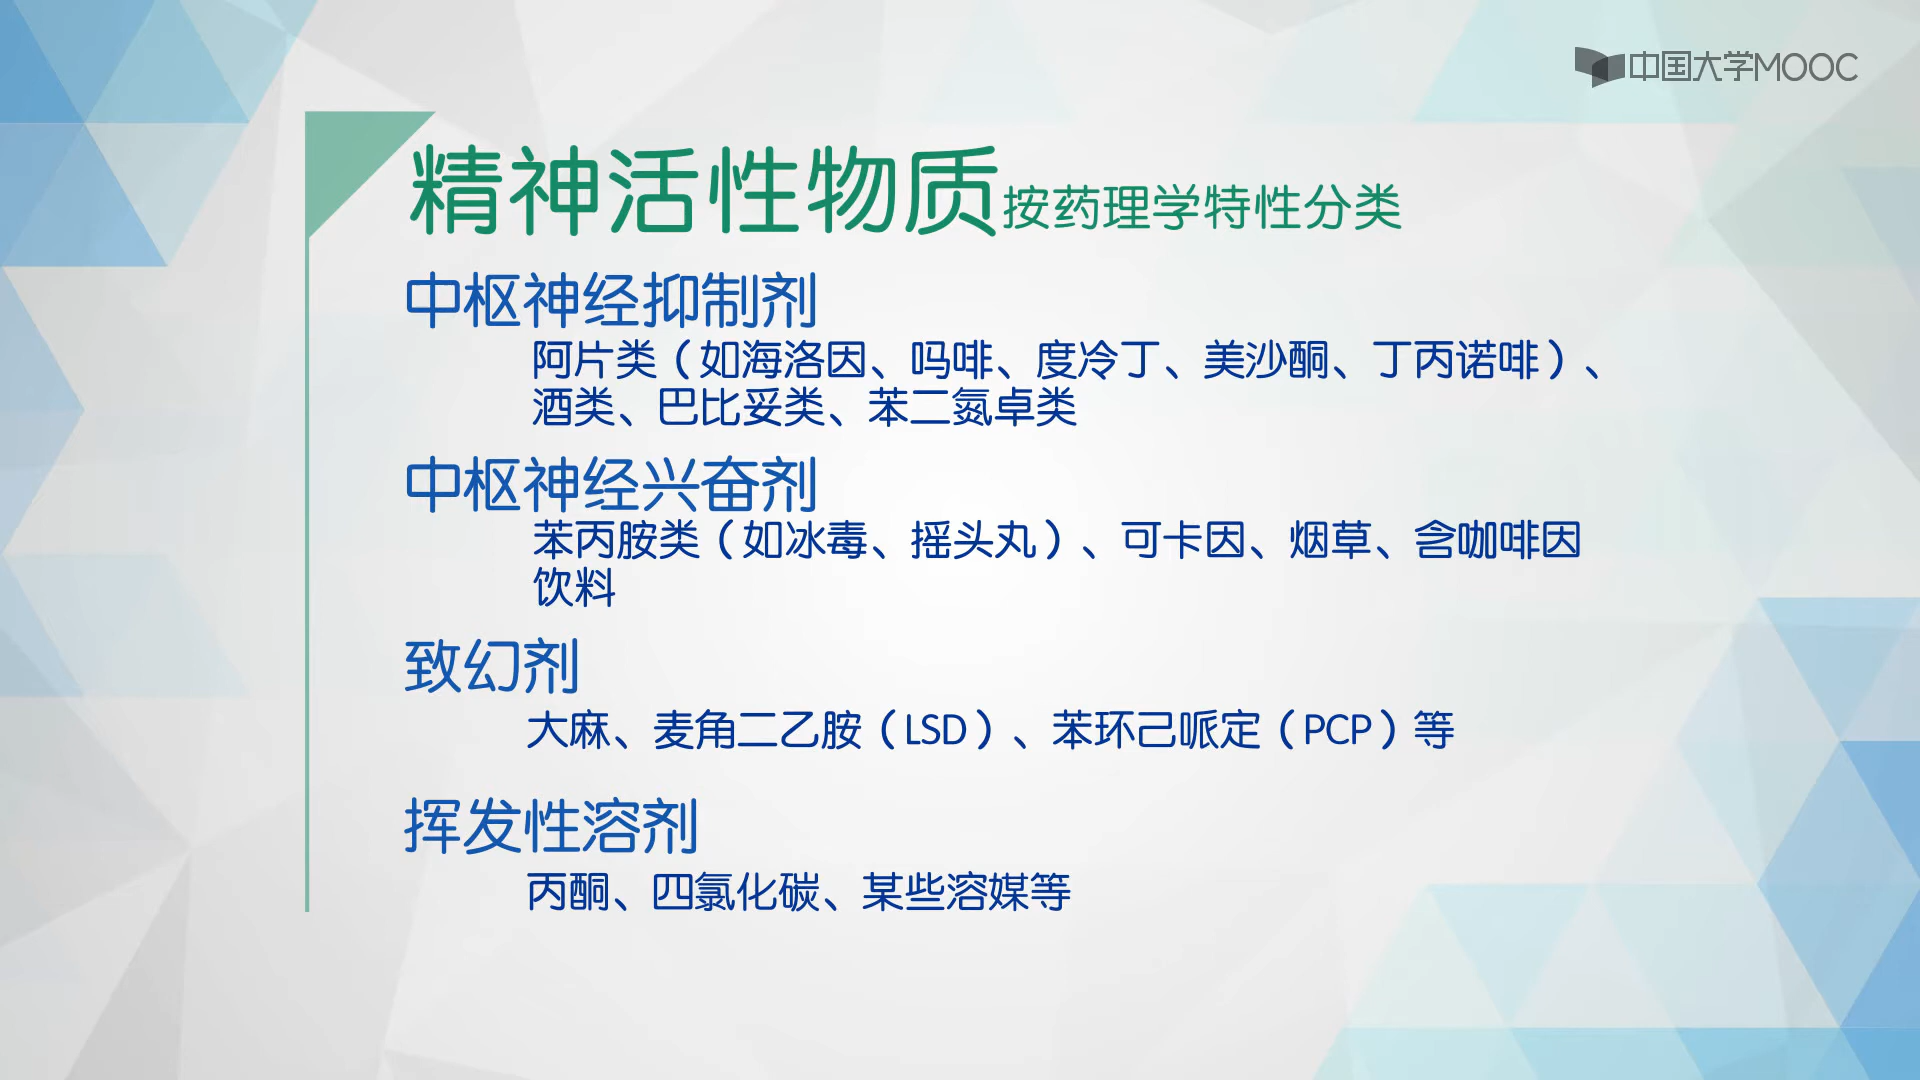 中国大学MOOC
精神活性物质按药理学特性分类
中枢神经抑制剂
阿片类（如海洛因、吗啡、度冷丁、美沙酮、丁丙诺啡）、
酒类、巴比妥类、苯二氮卓类
中枢神经兴奋剂
苯丙胺类（如冰毒、摇头丸）、可卡因、烟草、含咖啡因
饮料
致幻剂
大麻、麦角二乙胺（LSD）、苯环己哌定（PCP）等
挥发性溶剂
丙酮、四氯化碳、某些溶媒等